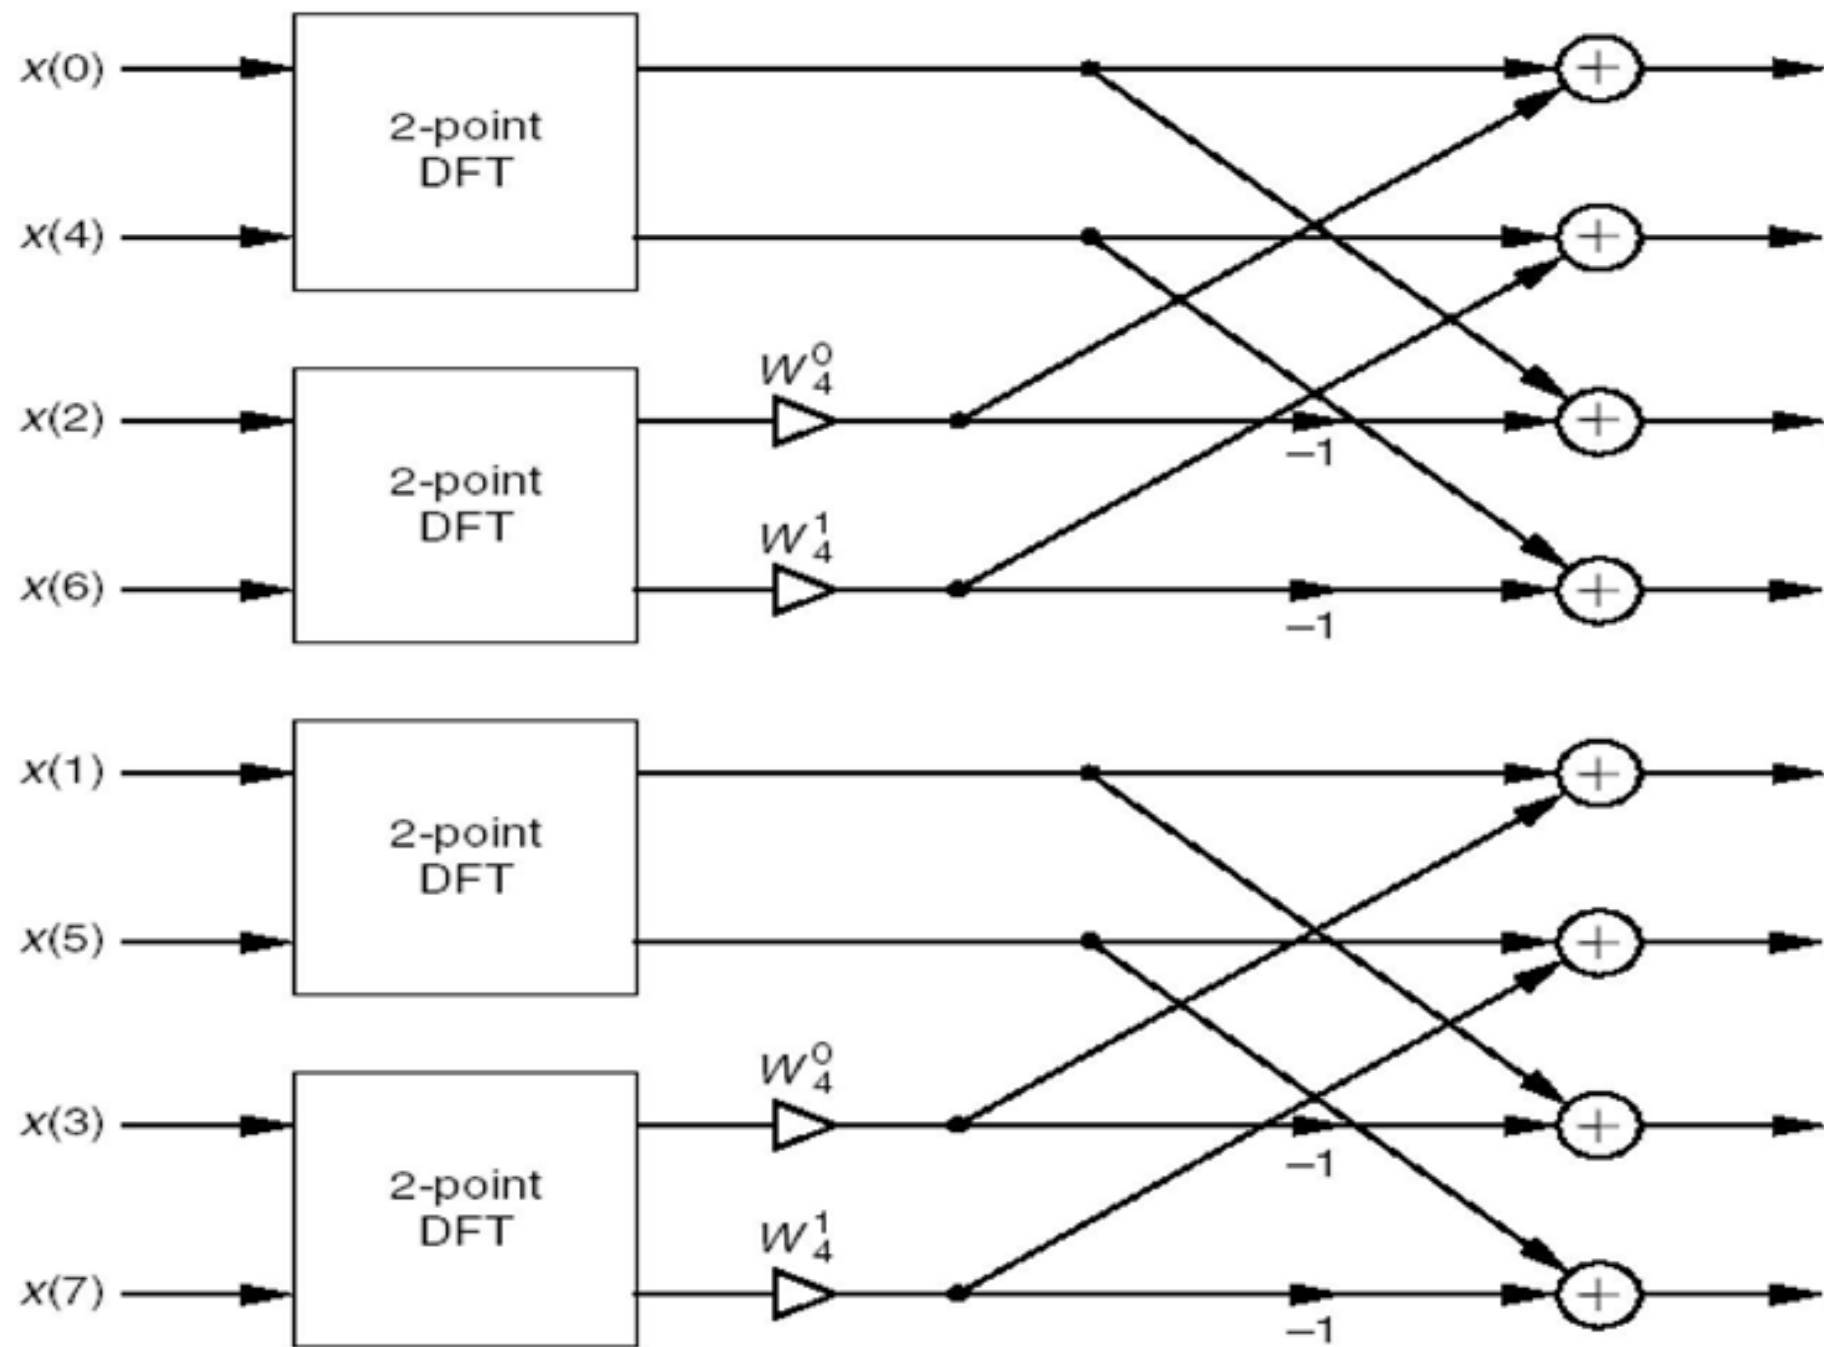 x(0)
2-point
DFT
x(4)
W₄⁰
x(2)
–1
2-point
DFT
W₄¹
x(6)
–1
x(1)
2-point
DFT
x(5)
W₄⁰
x(3)
–1
2-point
DFT
W₄¹
x(7)
–1
+
+
+
+
+
+
+
+